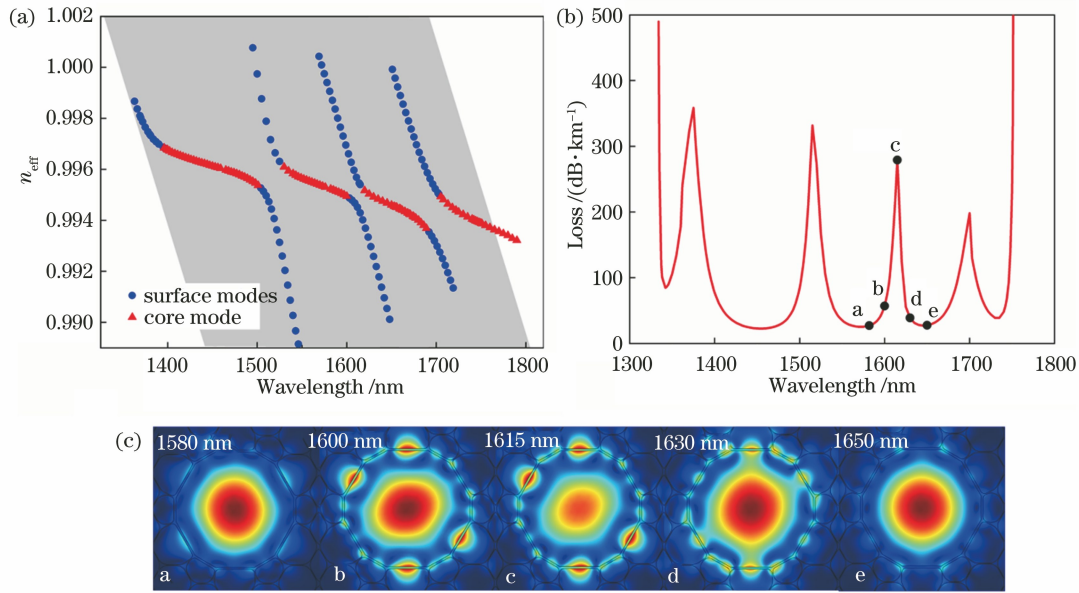 (a)
1.002
1.000
0.998
0.996
0.994
0.992
0.990
n_eff
surface modes
core mode
1400 1500 1600 1700 1800
Wavelength /nm
(b)
500
400
300
200
100
0
Loss /(dB·km⁻¹)
c
b
a
d
e
1300 1400 1500 1600 1700 1800
Wavelength /nm
(c)
1580 nm 1600 nm 1615 nm 1630 nm 1650 nm
a b c d e